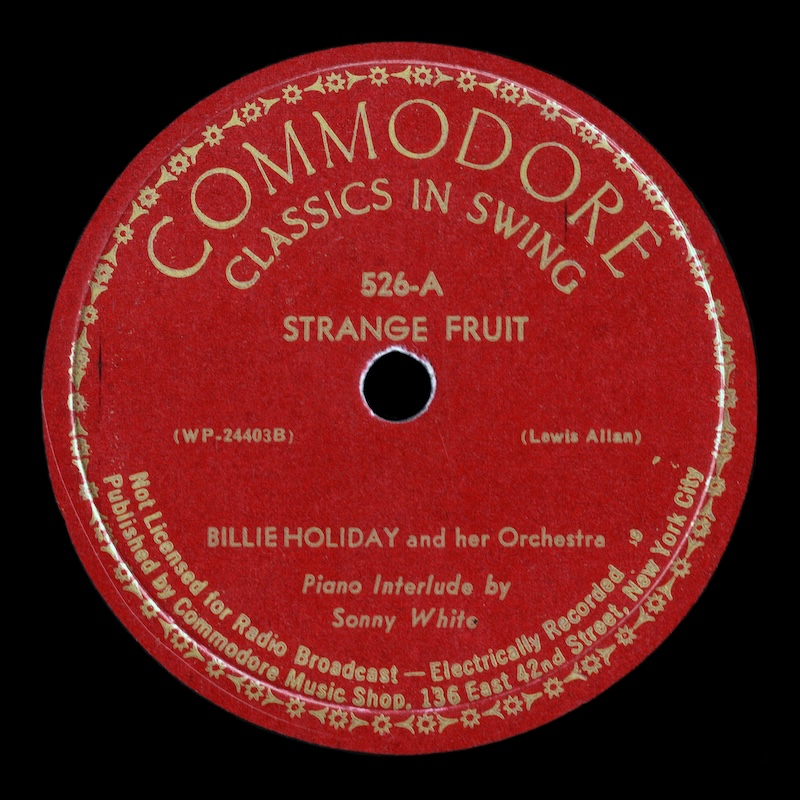 COMMODORE
CLASSICS IN SWING
526-A
STRANGE FRUIT
(WP-24403B)
(Lewis Allan)
BILLIE HOLIDAY and her Orchestra
Piano Interlude by
Sonny White
Not Licensed for Radio Broadcast — Electrically Recorded
Published by Commodore Music Shop, 136 East 42nd Street, New York City